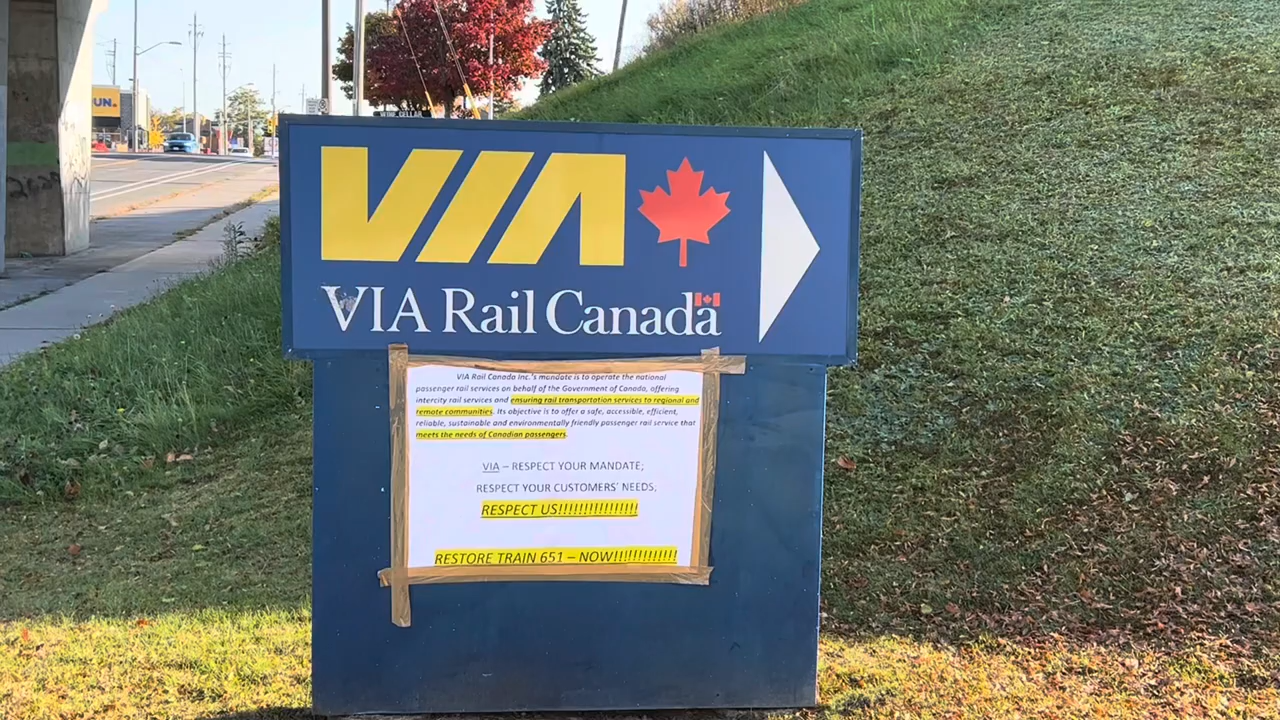 UN.
WINE CELLAR
VIA
VIA Rail Canada
VIA Rail Canada Inc.'s mandate is to operate the national
passenger rail services on behalf of the Government of Canada, offering
intercity rail services and ensuring rail transportation services to regional and
remote communities. Its objective is to offer a safe, accessible, efficient,
reliable, sustainable and environmentally friendly passenger rail service that
meets the needs of Canadian passengers.
VIA – RESPECT YOUR MANDATE;
RESPECT YOUR CUSTOMERS' NEEDS,
RESPECT US!!!!!!!!!!!!!!!!
RESTORE TRAIN 651 – NOW!!!!!!!!!!!!